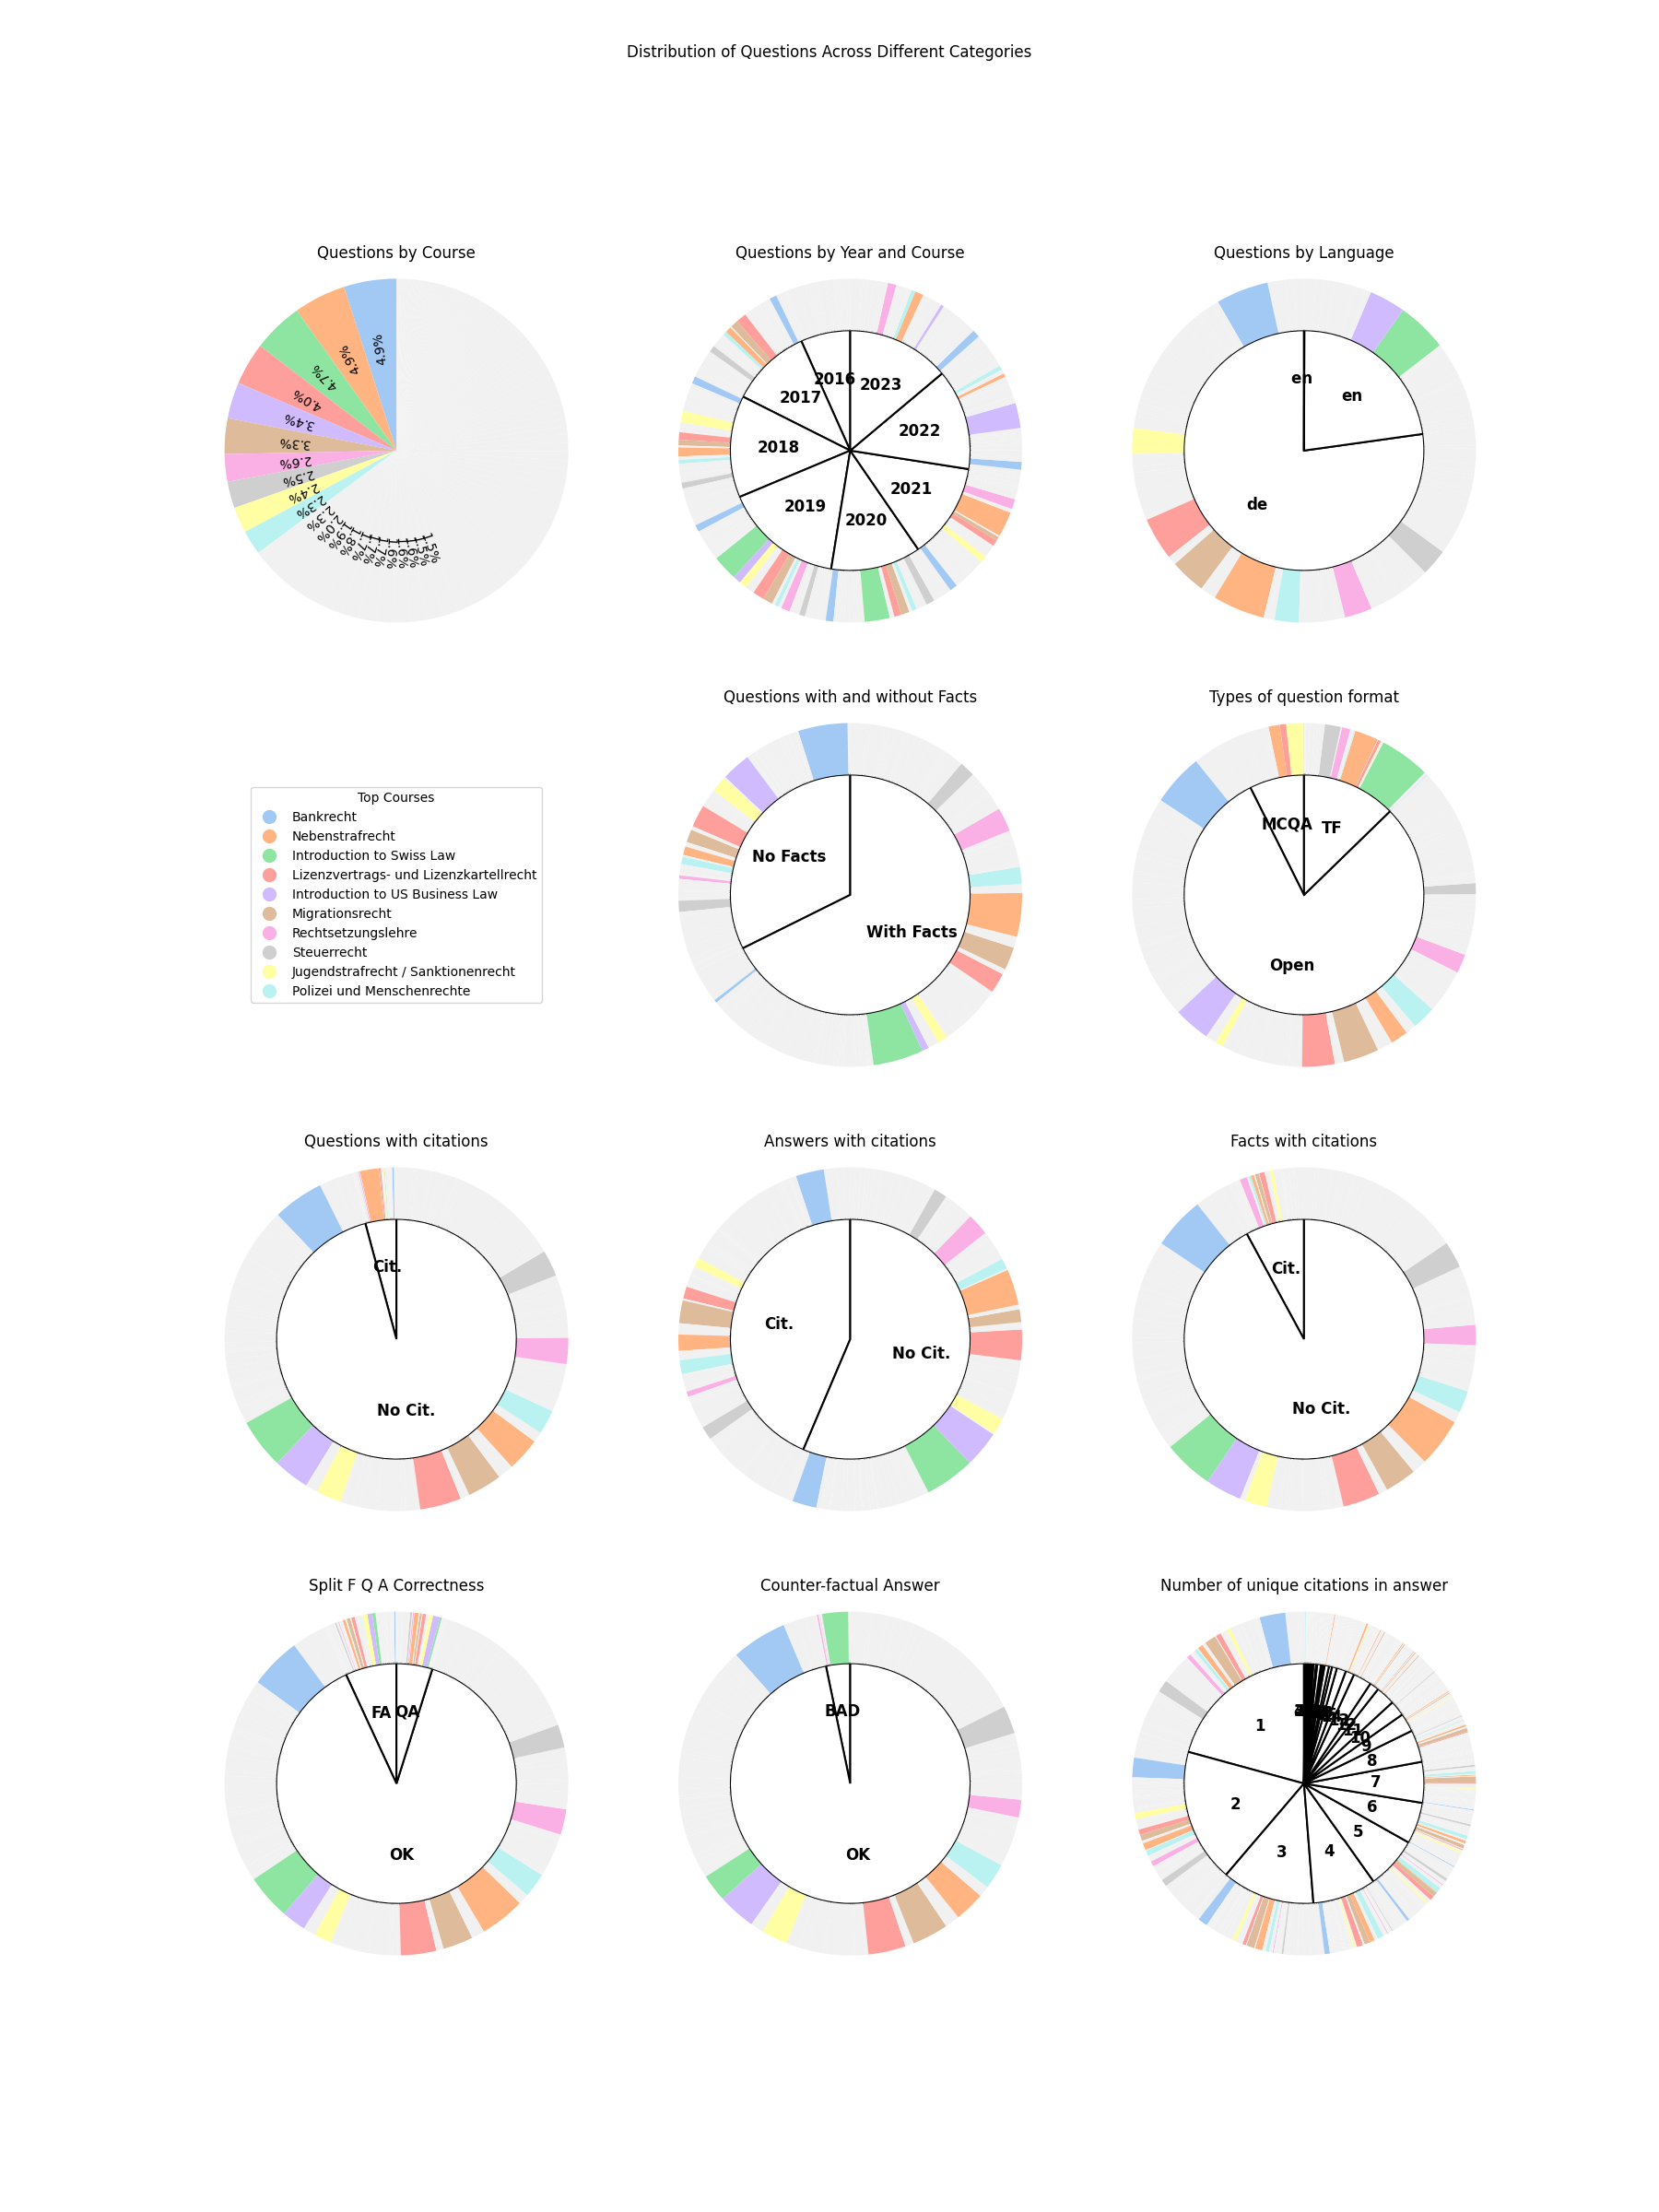 Distribution of Questions Across Different Categories
Questions by Course
4.9%
4.9%
4.7%
4.0%
3.4%
3.3%
2.6%
2.5%
2.4%
2.3%
Questions by Year and Course
2016
2017
2018
2019
2020
2021
2022
2023
Questions by Language
en
en
de
Top Courses
Bankrecht
Nebenstrafrecht
Introduction to Swiss Law
Lizenzvertrags- und Lizenzkartellrecht
Introduction to US Business Law
Migrationsrecht
Rechtsetzungslehre
Steuerrecht
Jugendstrafrecht / Sanktionenrecht
Polizei und Menschenrechte
Questions with and without Facts
No Facts
With Facts
Types of question format
MCQA
TF
Open
Questions with citations
Cit.
No Cit.
Answers with citations
Cit.
No Cit.
Facts with citations
Cit.
No Cit.
Split F Q A Correctness
FA
QA
OK
Counter-factual Answer
BAD
OK
Number of unique citations in answer
1
2
3
4
5
6
7
8
9
10
11